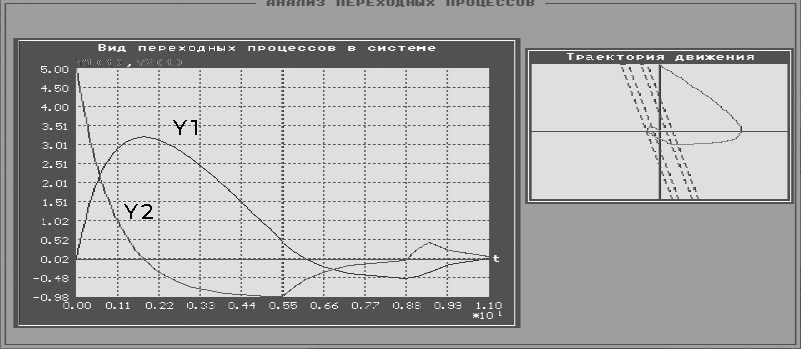 АНАЛИЗ ПЕРЕХОДНЫХ ПРОЦЕССОВ
Вид переходных процессов в системе
Y1(t),Y2(t)
5.00
4.50
4.00
3.51
3.01
2.51
2.01
1.51
1.02
0.52
0.02
-0.48
-0.98
Y1
Y2
t
0.00 0.11 0.22 0.33 0.44 0.55 0.66 0.77 0.88 0.99 1.10
*10¹
Траектория движения